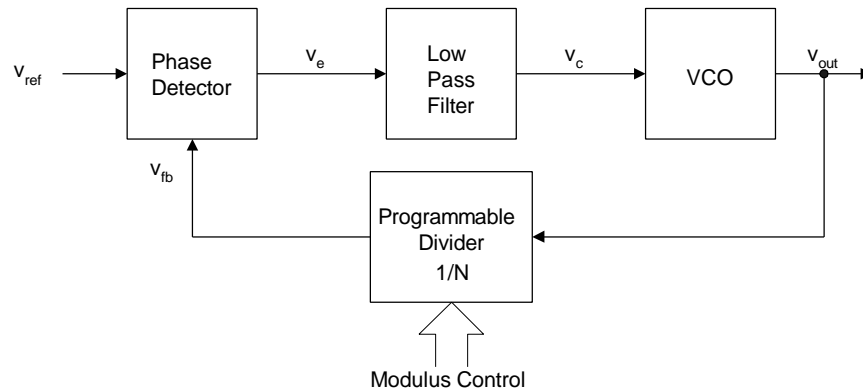 v_ref
Phase
Detector
v_e
Low
Pass
Filter
v_c
VCO
v_out
v_fb
Programmable
Divider
1/N
Modulus Control